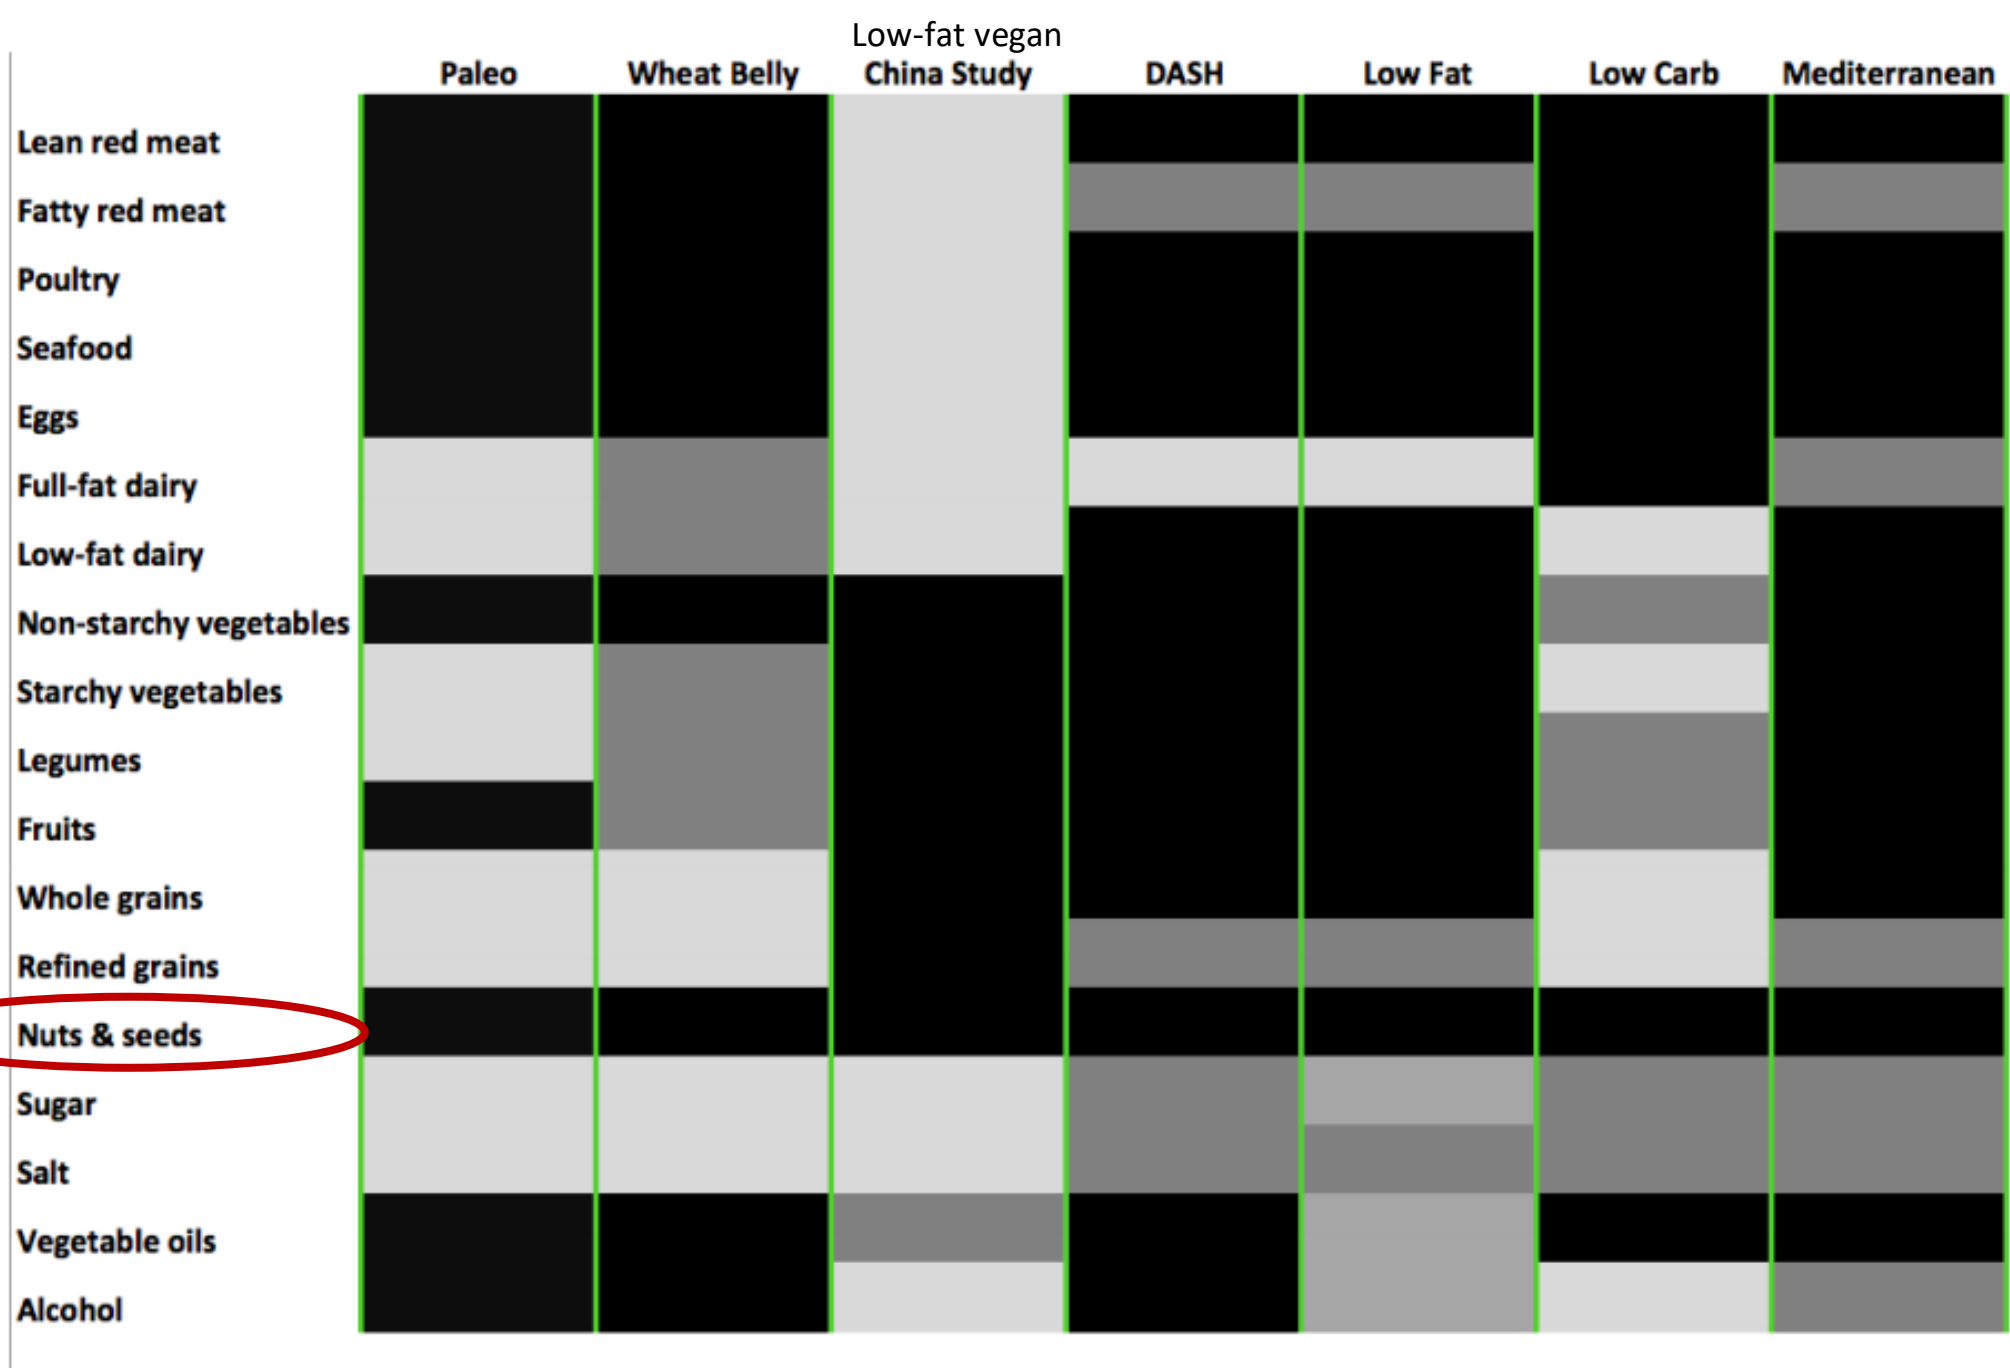 Low-fat vegan
Paleo Wheat Belly China Study DASH Low Fat Low Carb Mediterranean
Lean red meat
Fatty red meat
Poultry
Seafood
Eggs
Full-fat dairy
Low-fat dairy
Non-starchy vegetables
Starchy vegetables
Legumes
Fruits
Whole grains
Refined grains
Nuts & seeds
Sugar
Salt
Vegetable oils
Alcohol